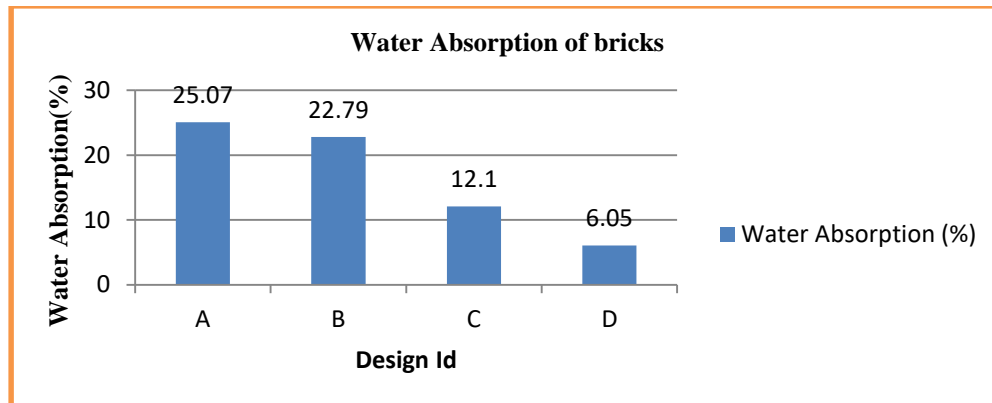 Water Absorption of bricks
Water Absorption(%)
30
20
10
0
25.07
22.79
12.1
6.05
A B C D
Design Id
Water Absorption (%)